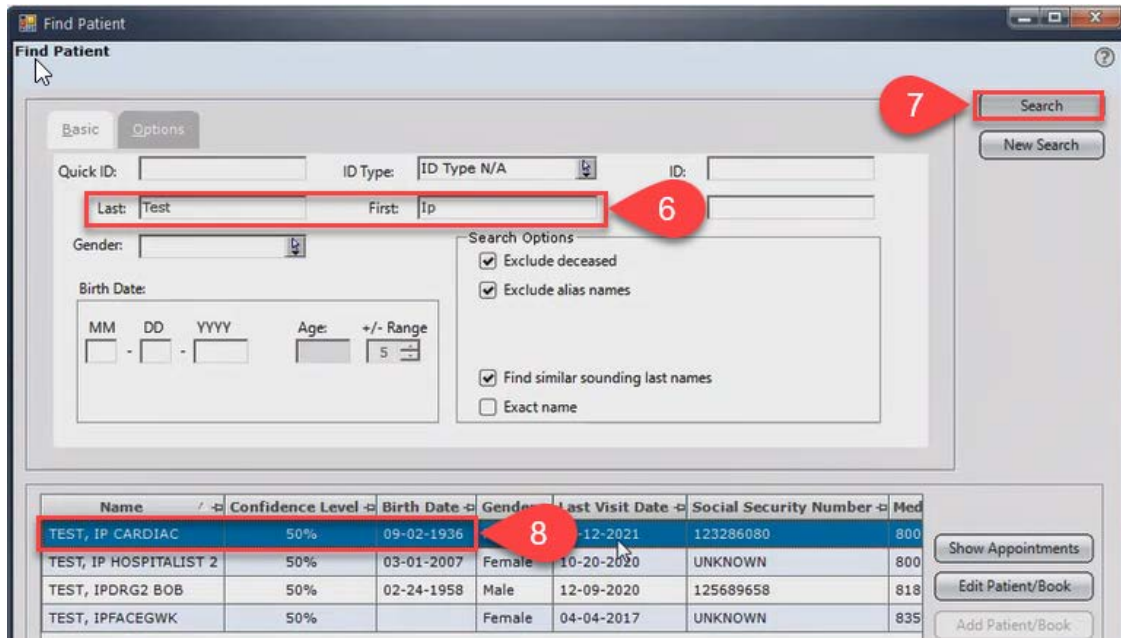 Find Patient
Find Patient
7
Search
Basic Options
New Search
Quick ID: ID Type: ID Type N/A ID:
Last: Test First: Ip 6
Gender: Search Options
Exclude deceased
Birth Date: Exclude alias names
MM DD YYYY Age: +/- Range
- - 5
Find similar sounding last names
Exact name
Name Confidence Level Birth Date Gender Last Visit Date Social Security Number Med
TEST, IP CARDIAC 50% 09-02-1936 8 -12-2021 123286080 800
Show Appointments
TEST, IP HOSPITALIST 2 50% 03-01-2007 Female 10-20-2020 UNKNOWN 800
TEST, IPDRG2 BOB 50% 02-24-1958 Male 12-09-2020 125689658 818
Edit Patient/Book
TEST, IPFACEGWK 50% Female 04-04-2017 UNKNOWN 835
Add Patient/Book